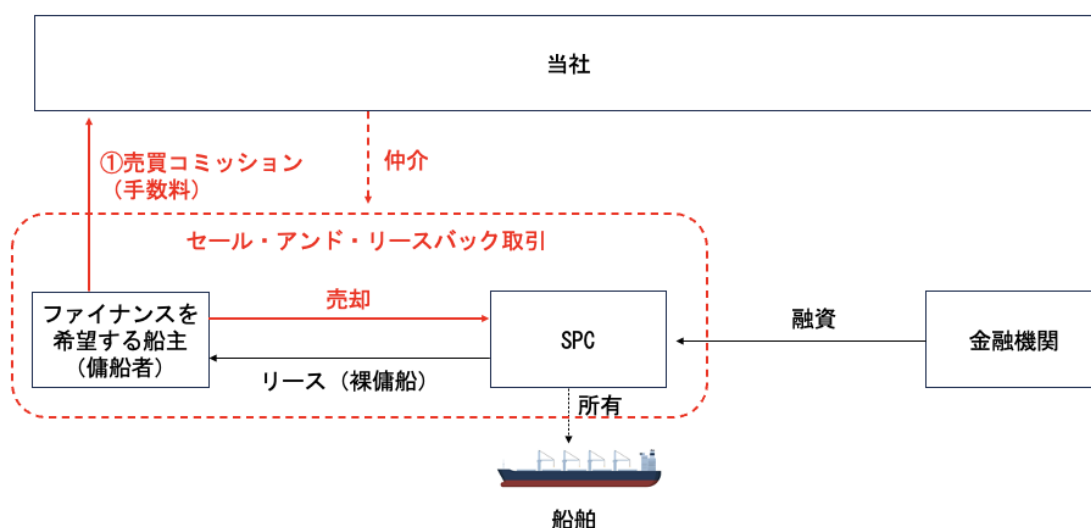 当社
①売買コミッション
（手数料）
仲介
セール・アンド・リースバック取引
ファイナンスを
希望する船主
（傭船者）
売却
リース（裸傭船）
SPC
融資
金融機関
所有
船舶